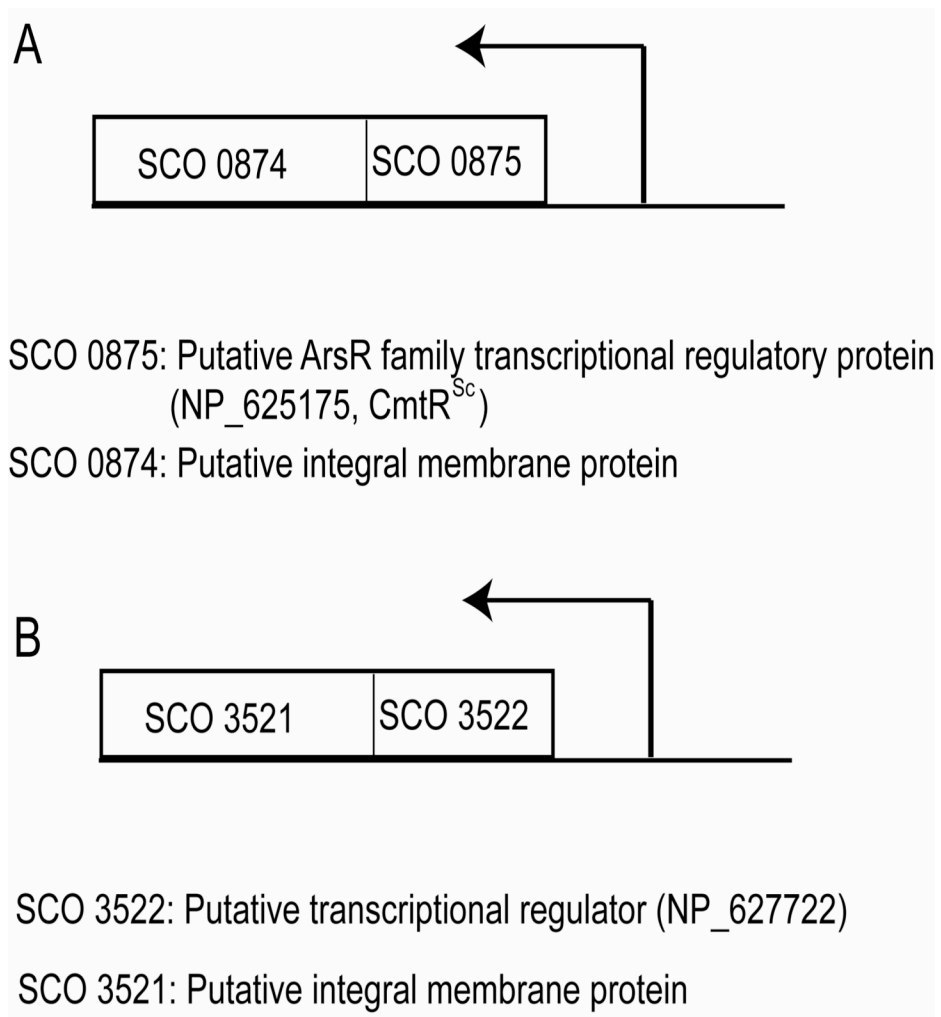 A
SCO 0874 SCO 0875
SCO 0875: Putative ArsR family transcriptional regulatory protein
(NP_625175, CmtR^Sc)
SCO 0874: Putative integral membrane protein
B
SCO 3521 SCO 3522
SCO 3522: Putative transcriptional regulator (NP_627722)
SCO 3521: Putative integral membrane protein